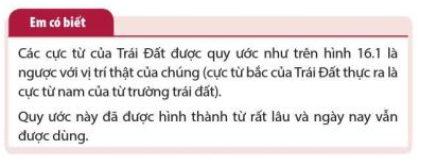 Em có biết
Các cực từ của Trái Đất được quy ước như trên hình 16.1 là
ngược với vị trí thật của chúng (cực từ bắc của Trái Đất thực ra là
cực từ nam của từ trường trái đất).
Quy ước này đã được hình thành từ rất lâu và ngày nay vẫn
được dùng.